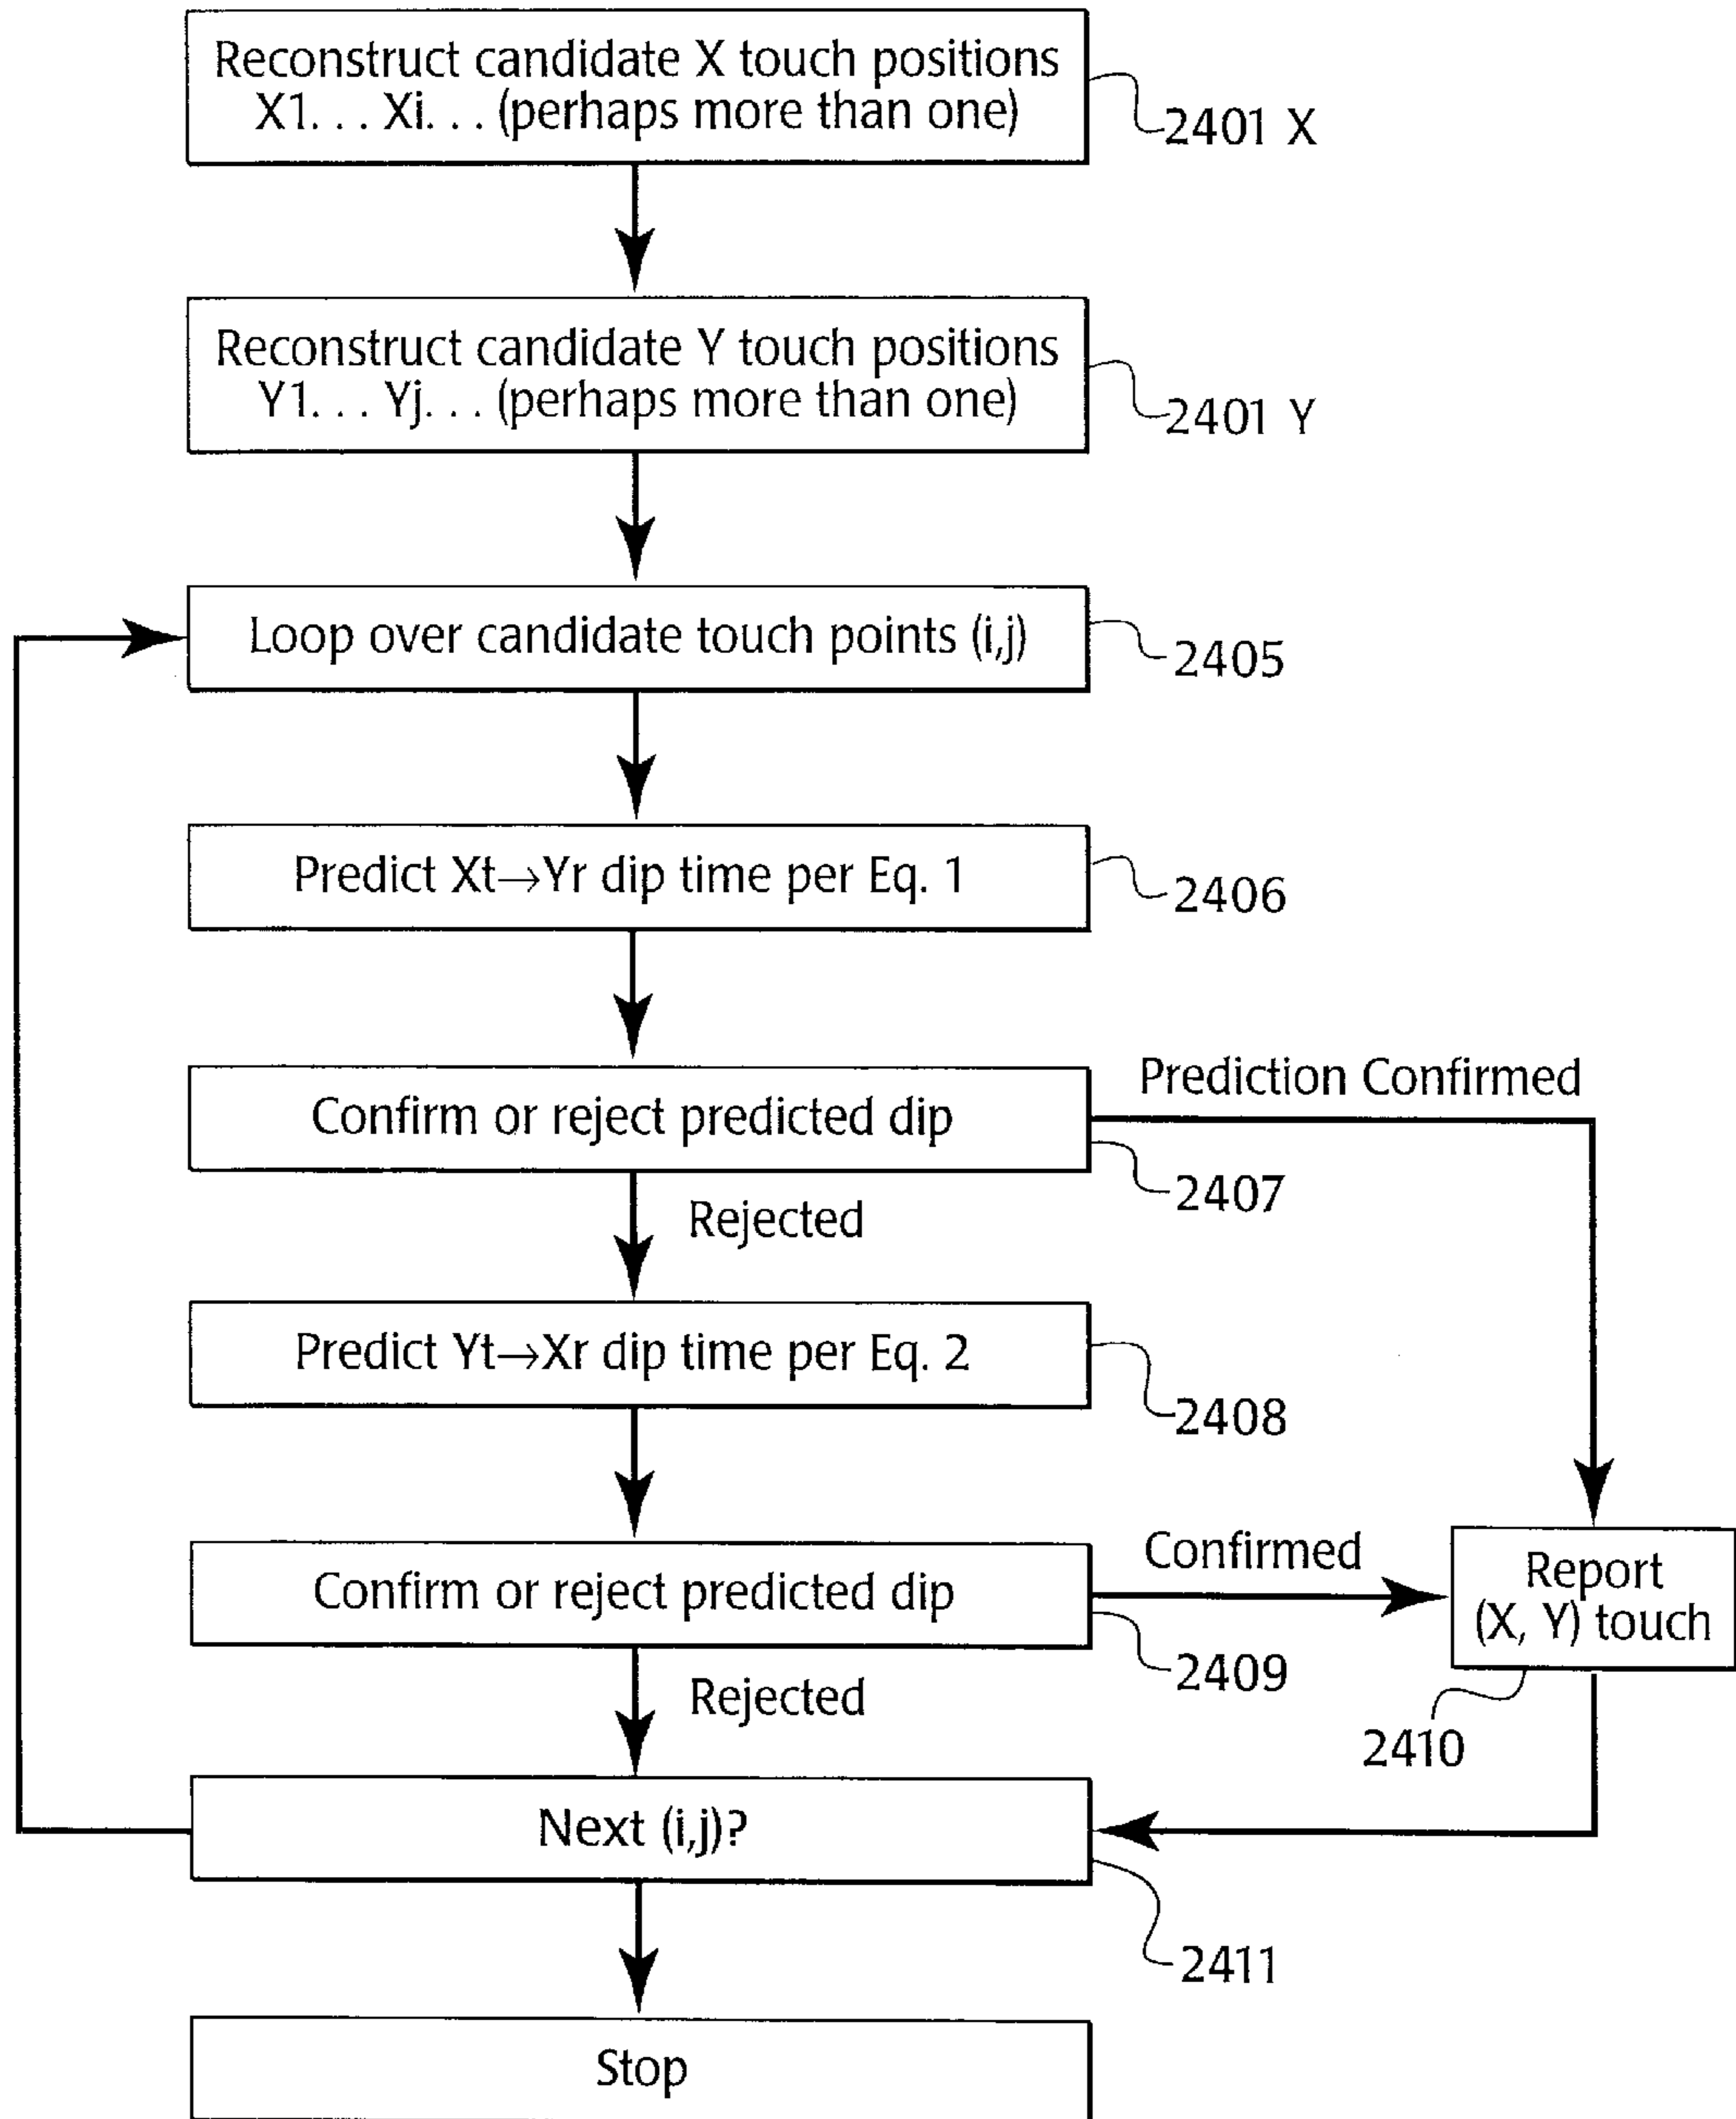 Reconstruct candidate X touch positions
X1. . . Xi. . . (perhaps more than one)
2401 X
Reconstruct candidate Y touch positions
Y1. . . Yj. . . (perhaps more than one)
2401 Y
Loop over candidate touch points (i,j)
2405
Predict Xt→Yr dip time per Eq. 1
2406
Confirm or reject predicted dip
Prediction Confirmed
2407
Rejected
Predict Yt→Xr dip time per Eq. 2
2408
Confirm or reject predicted dip
Confirmed
2409
Report
(X, Y) touch
2410
Rejected
Next (i,j)?
2411
Stop